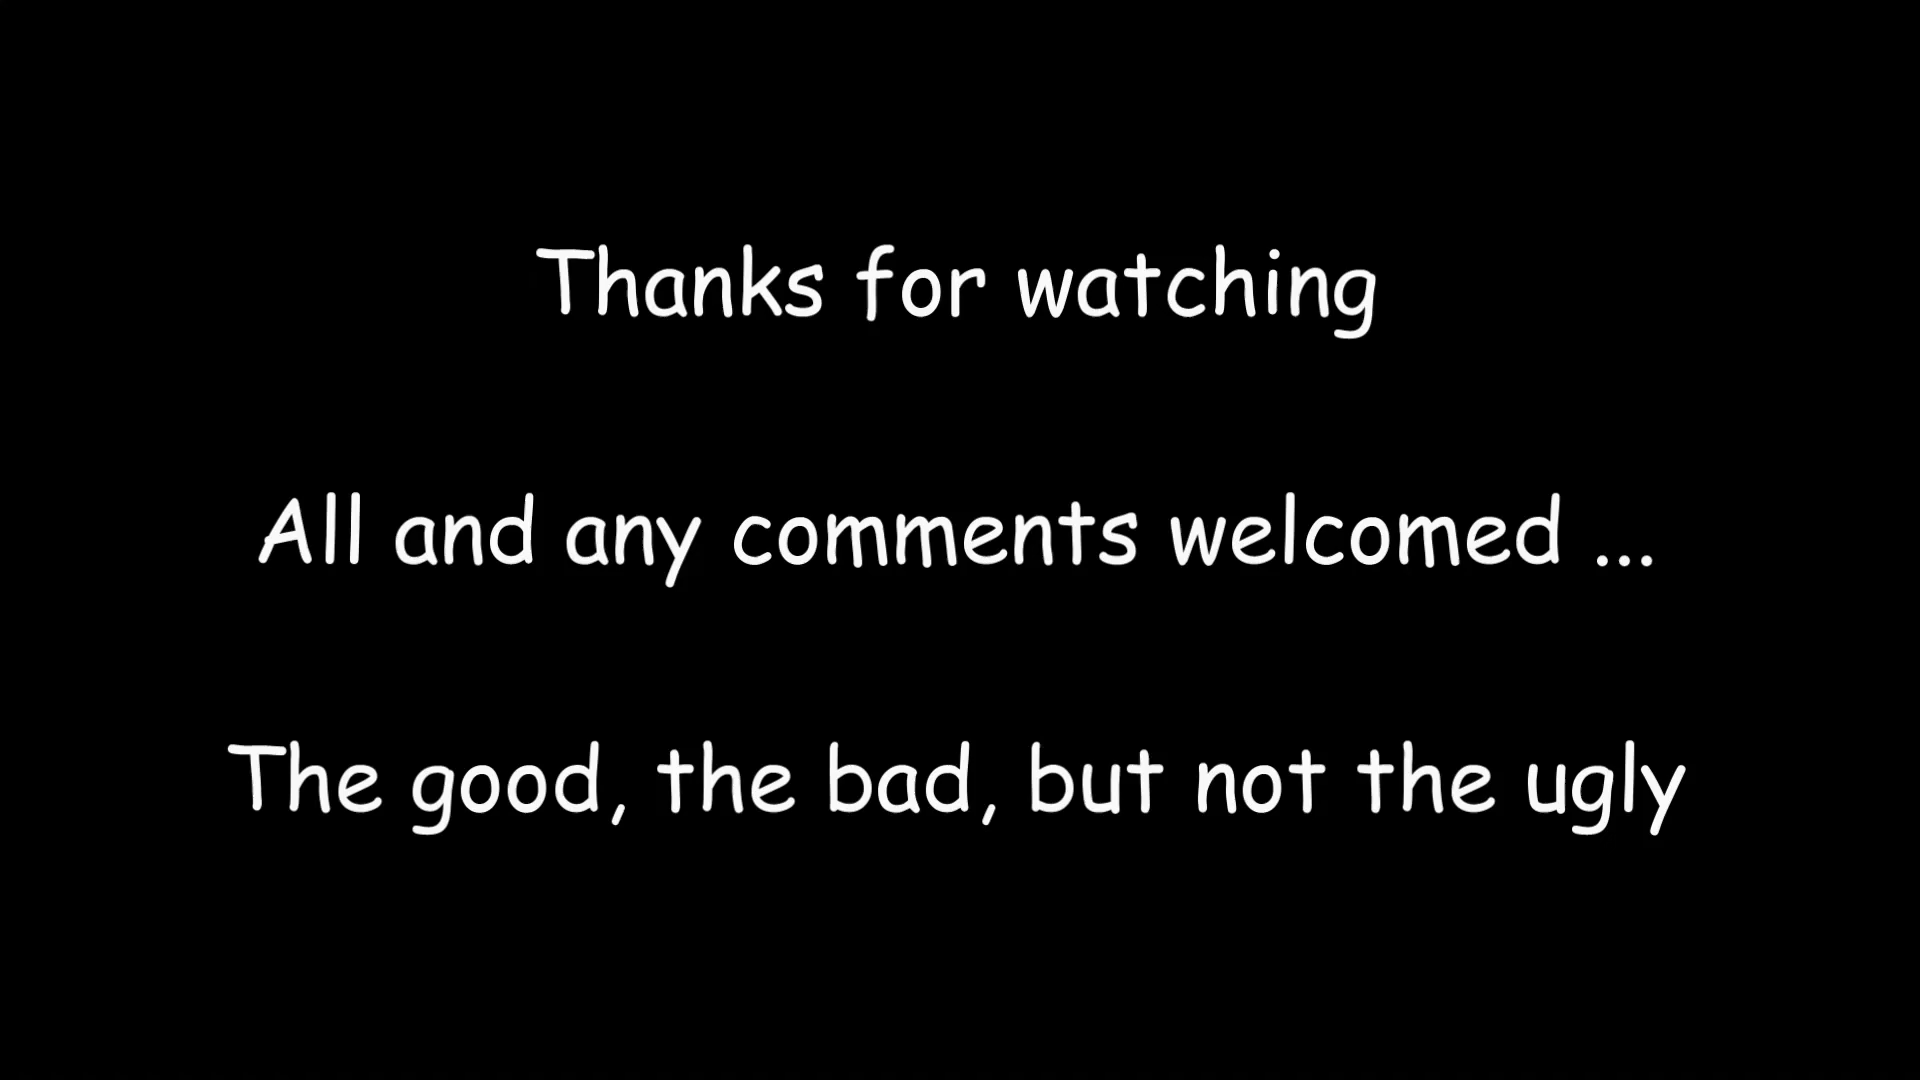 Thanks for watching
All and any comments welcomed ...
The good, the bad, but not the ugly